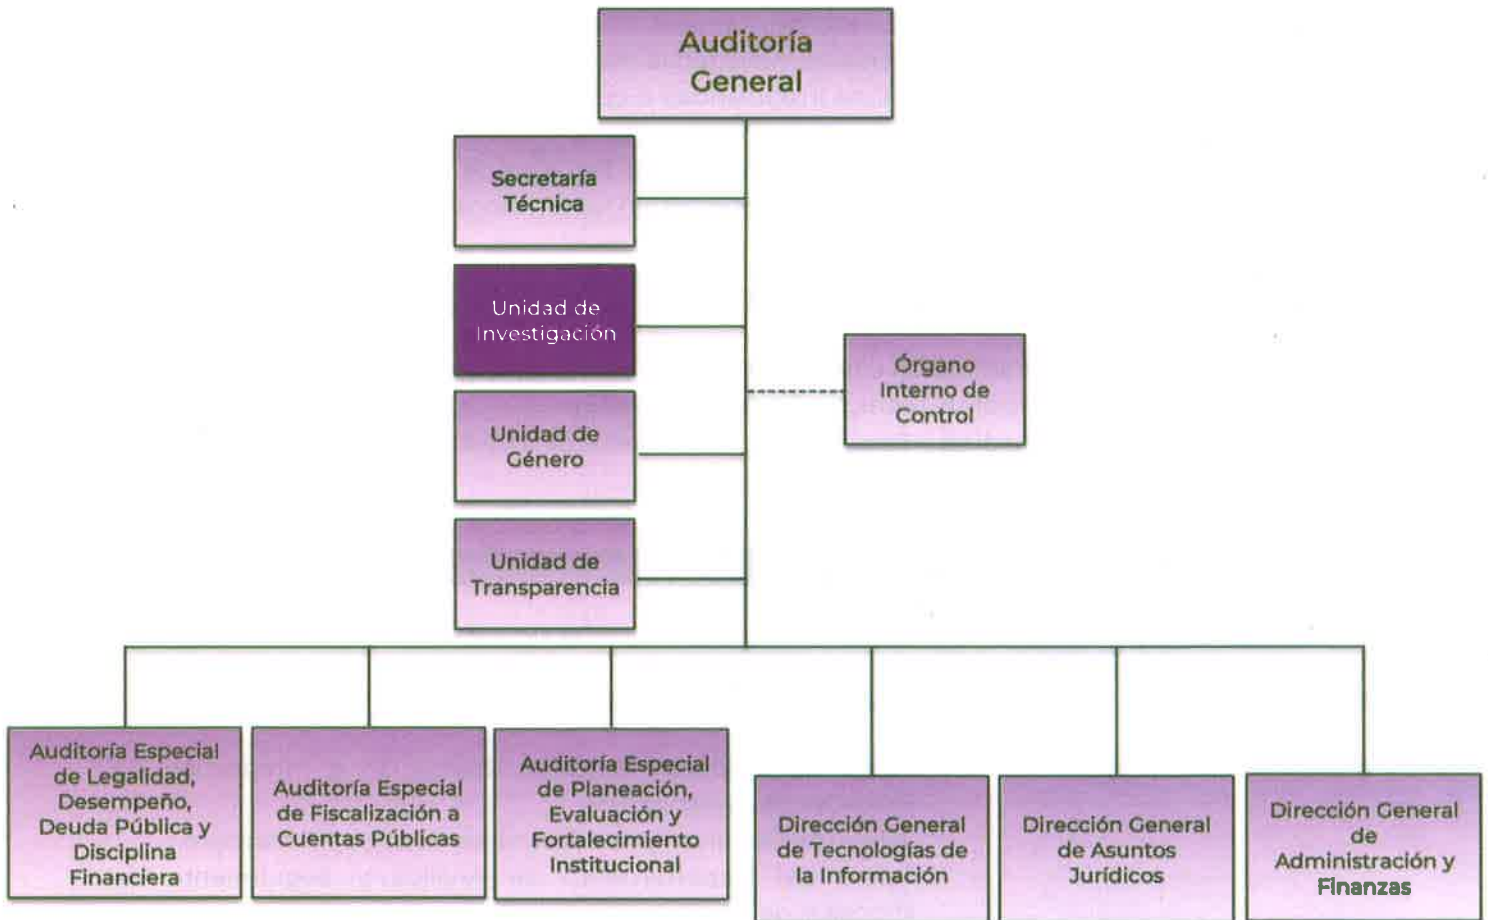 Auditoría
General
Secretaría
Técnica
Unidad de
Investigación
Órgano
Interno de
Control
Unidad de
Género
Unidad de
Transparencia
Auditoría Especial
de Legalidad,
Desempeño,
Deuda Pública y
Disciplina
Financiera
Auditoría Especial
de Fiscalización a
Cuentas Públicas
Auditoría Especial
de Planeación,
Evaluación y
Fortalecimiento
Institucional
Dirección General
de Tecnologías de
la Información
Dirección General
de Asuntos
Jurídicos
Dirección General
de
Administración y
Finanzas